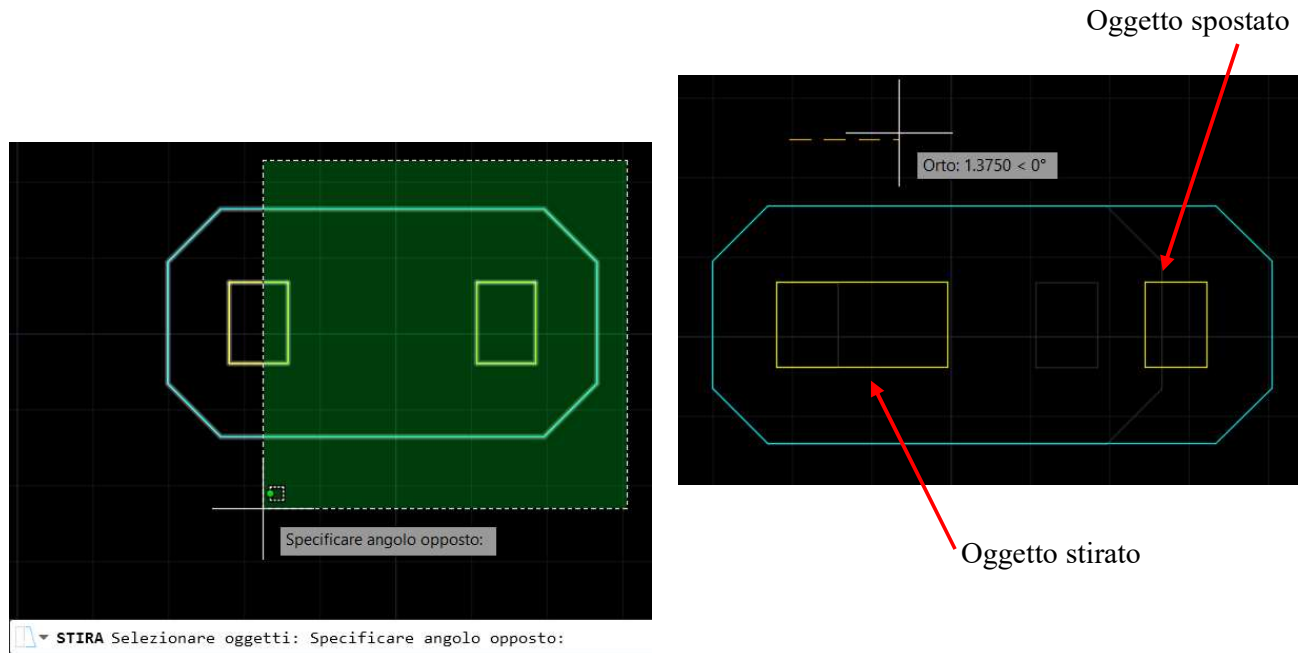 Oggetto spostato
Orto: 1.3750 < 0°
Specificare angolo opposto:
Oggetto stirato
STIRA Selezionare oggetti: Specificare angolo opposto: